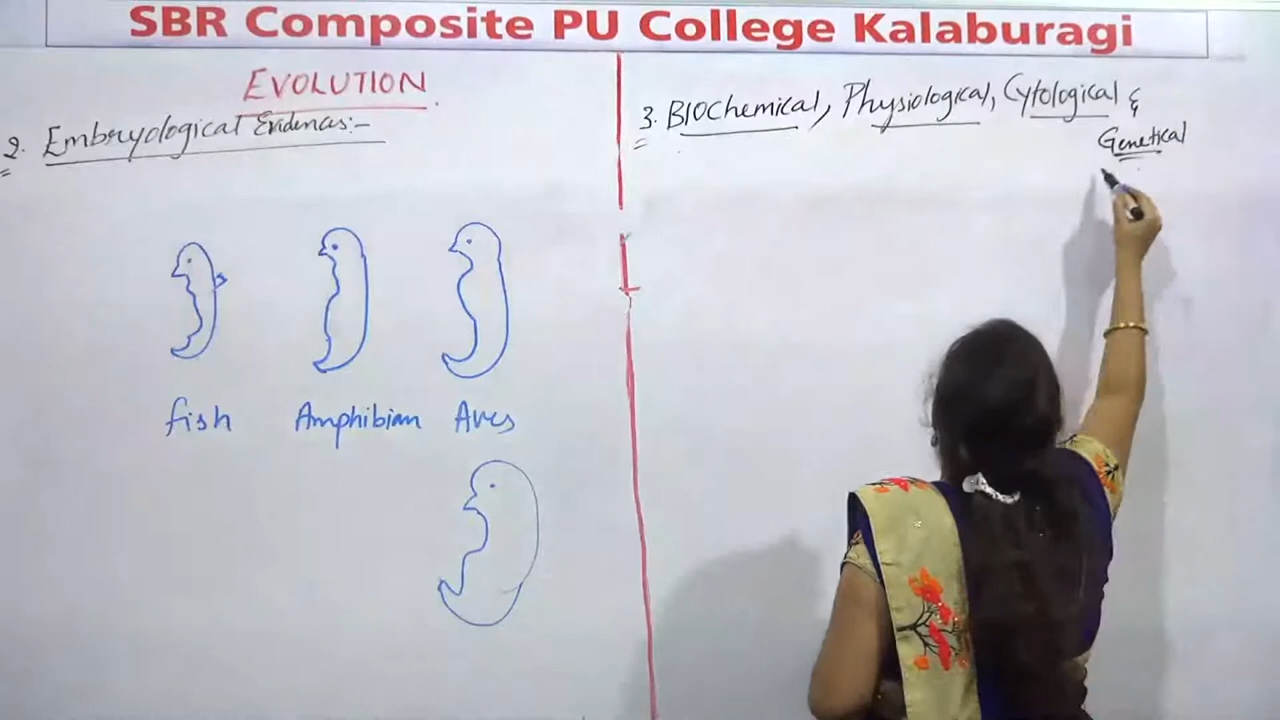 SBR Composite PU College Kalaburagi
EVOLUTION
2. Embryological Evidences:-
fish Amphibian Aves
3. BIOchemical, Physiological, Cytological &
Genetical